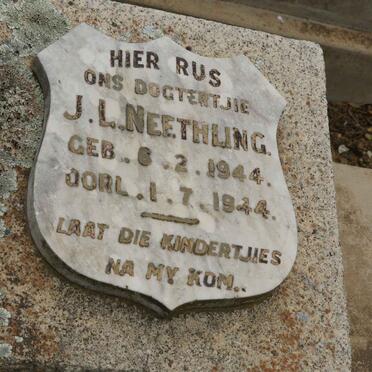 HIER RUS
ONS DOGTERTJIE
J. L. NEETHLING.
GEB. 6. 2. 1944.
OORL. 1. 7. 1944.
LAAT DIE KINDERTJIES
NA MY KOM..